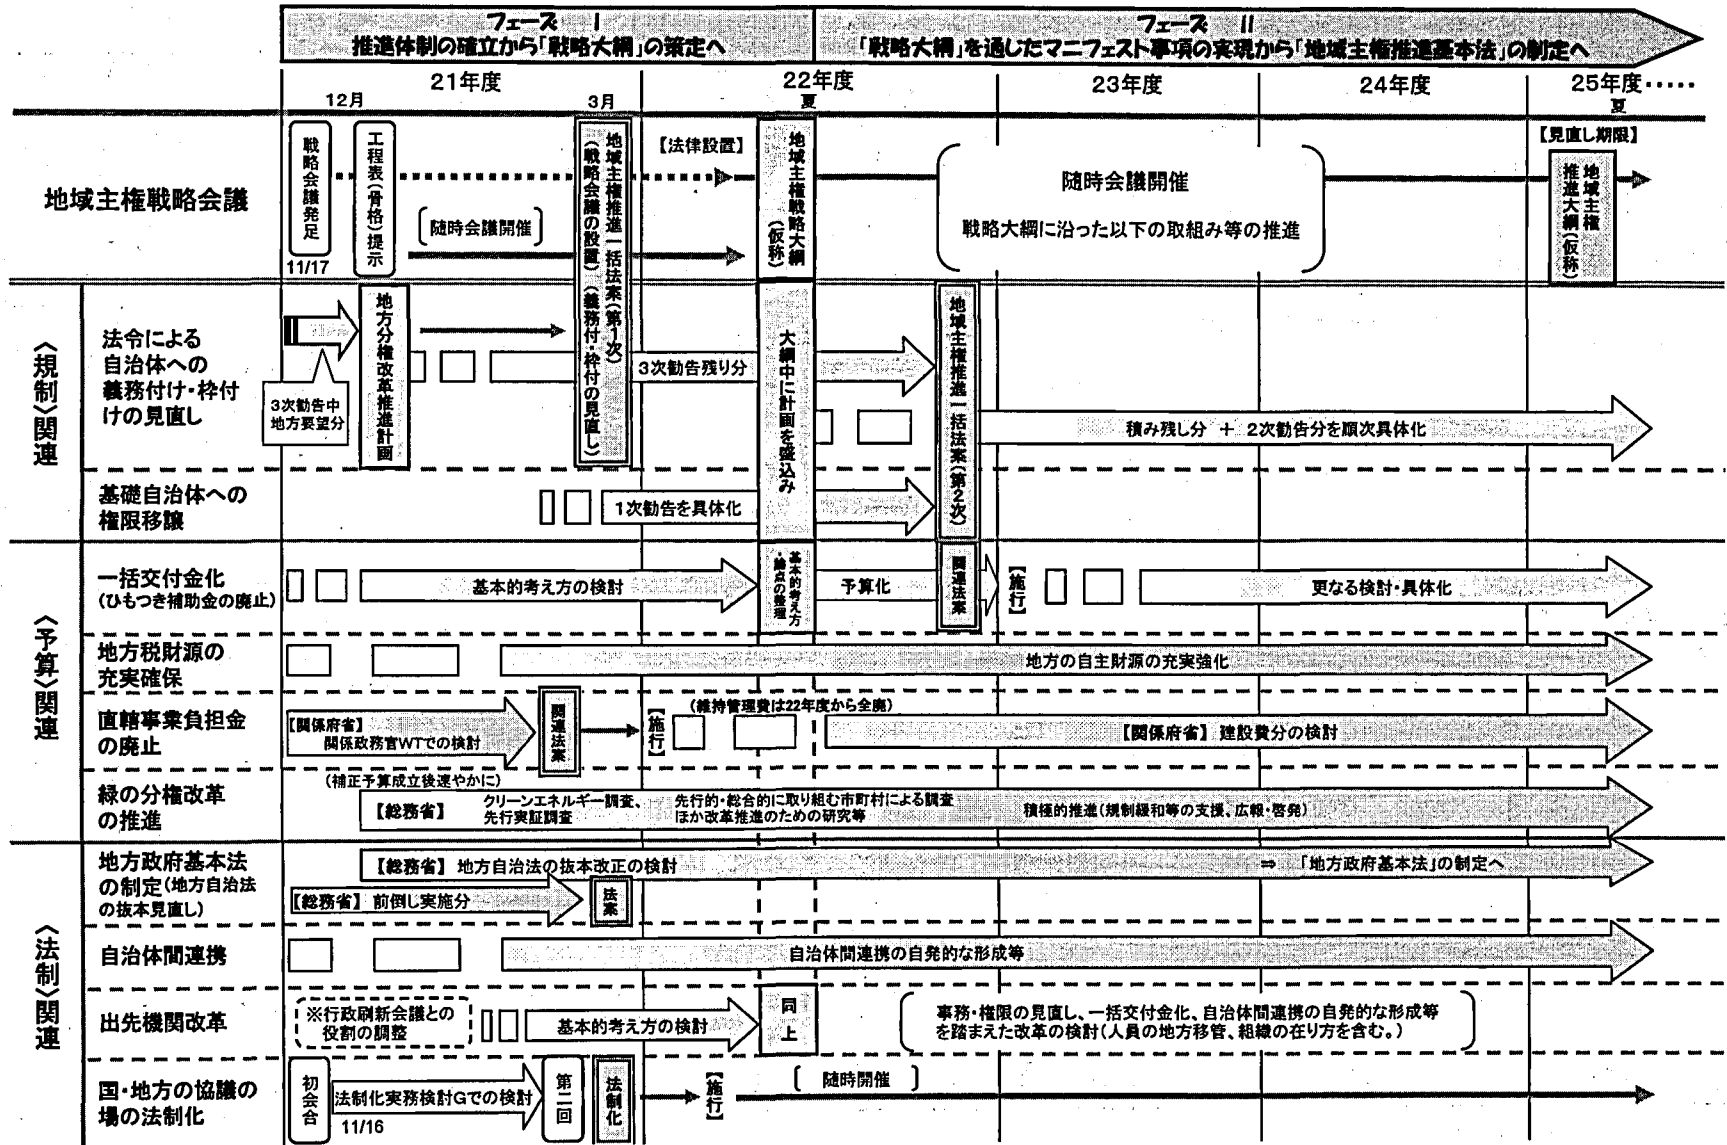 フェーズ Ⅰ
推進体制の確立から「戦略大綱」の策定へ
フェーズ Ⅱ
「戦略大綱」を通じたマニフェスト事項の実現から「地域主権推進基本法」の制定へ
21年度
22年度
23年度
24年度
25年度・・・・・
12月
3月
夏
夏
地域主権戦略会議
戦略会議発足
11/17
工程表(骨格)提示
【随時会議開催】
地域主権推進一括法案(第1次)
(戦略会議の設置)(義務付・枠付の見直し)
【法律設置】
地域主権戦略大綱
(仮称)
随時会議開催
戦略大綱に沿った以下の取組み等の推進
【見直し期限】
地域主権
推進大綱(仮称)
〈規制〉関連
法令による
自治体への
義務付け・枠付
けの見直し
3次勧告中
地方要望分
地方分権改革推進計画
3次勧告残り分
大綱中に計画を盛込み
地域主権推進一括法案(第2次)
積み残し分 + 2次勧告分を順次具体化
基礎自治体への
権限移譲
1次勧告を具体化
〈予算〉関連
一括交付金化
(ひもつき補助金の廃止)
基本的考え方の検討
基本的考え方
・論点の整理
予算化
関連法案
【施行】
更なる検討・具体化
地方税財源の
充実確保
地方の自主財源の充実強化
直轄事業負担金
の廃止
【関係府省】
関係政務官WTでの検討
関連法案
【施行】
(維持管理費は22年度から全廃)
【関係府省】建設費分の検討
緑の分権改革
の推進
(補正予算成立後速やかに)
【総務省】
クリーンエネルギー調査、
先行実証調査
先行的・総合的に取り組む市町村による調査
ほか改革推進のための研究等
積極的推進(規制緩和等の支援、広報・啓発)
〈法制〉関連
地方政府基本法
の制定(地方自治法
の抜本見直し)
【総務省】地方自治法の抜本改正の検討
⇒ 「地方政府基本法」の制定へ
【総務省】前倒し実施分
法案
自治体間連携
自治体間連携の自発的な形成等
出先機関改革
※行政刷新会議との
役割の調整
基本的考え方の検討
同上
事務・権限の見直し、一括交付金化、自治体間連携の自発的な形成等
を踏まえた改革の検討(人員の地方移管、組織の在り方を含む。)
国・地方の協議の
場の法制化
初会合
法制化実務検討Gでの検討
11/16
第二回
法制化
【施行】
〔 随時開催 〕